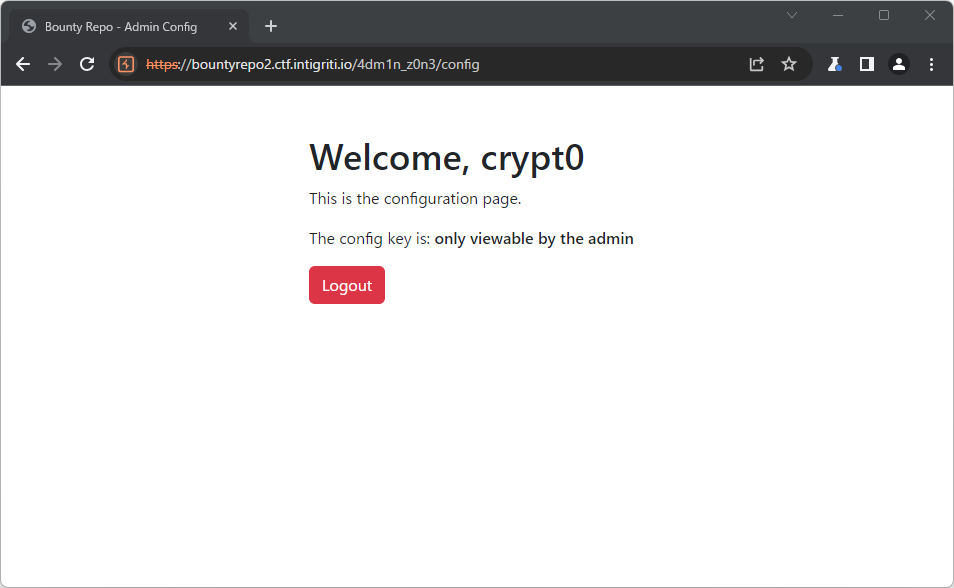 Bounty Repo - Admin Config
https://bountyrepo2.ctf.intigriti.io/4dm1n_z0n3/config
Welcome, crypt0
This is the configuration page.
The config key is: only viewable by the admin
Logout